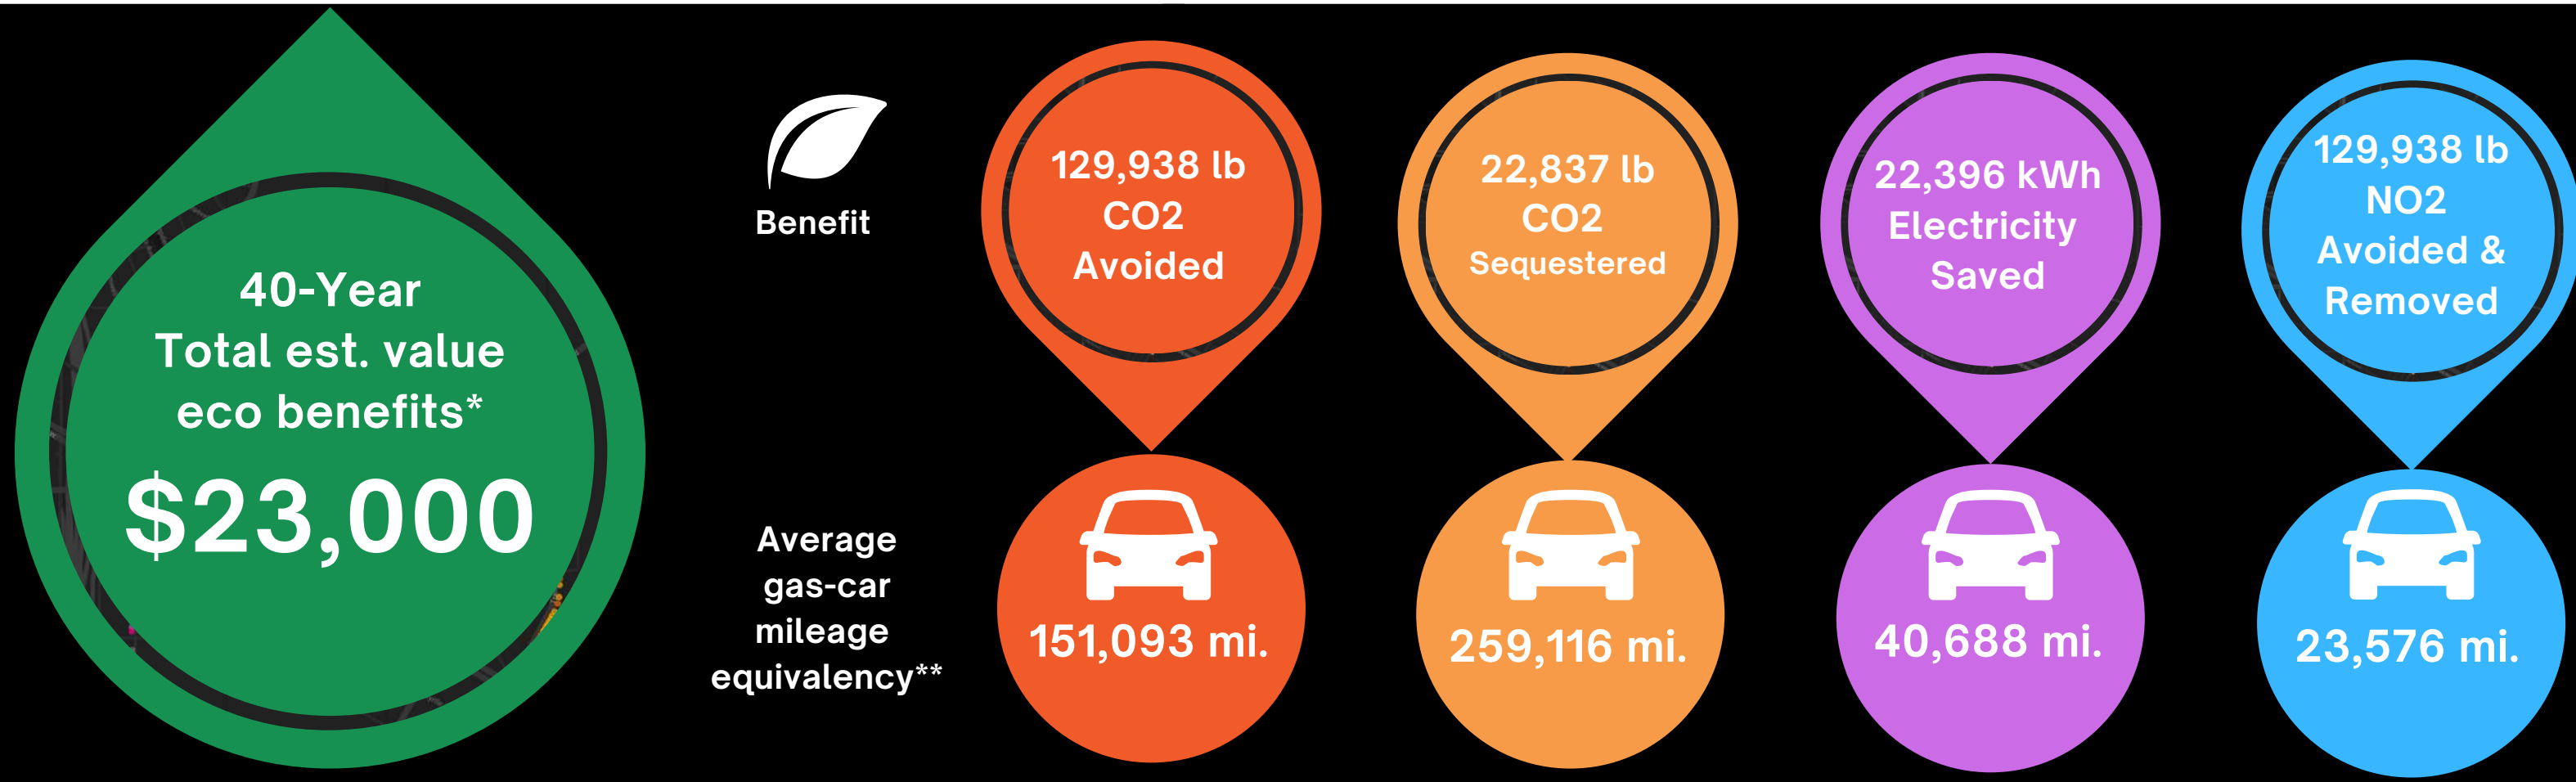 40-Year
Total est. value
eco benefits*
$23,000
Benefit
129,938 lb
CO2
Avoided
22,837 lb
CO2
Sequestered
22,396 kWh
Electricity
Saved
129,938 lb
NO2
Avoided &
Removed
Average
gas-car
mileage
equivalency**
151,093 mi.
259,116 mi.
40,688 mi.
23,576 mi.